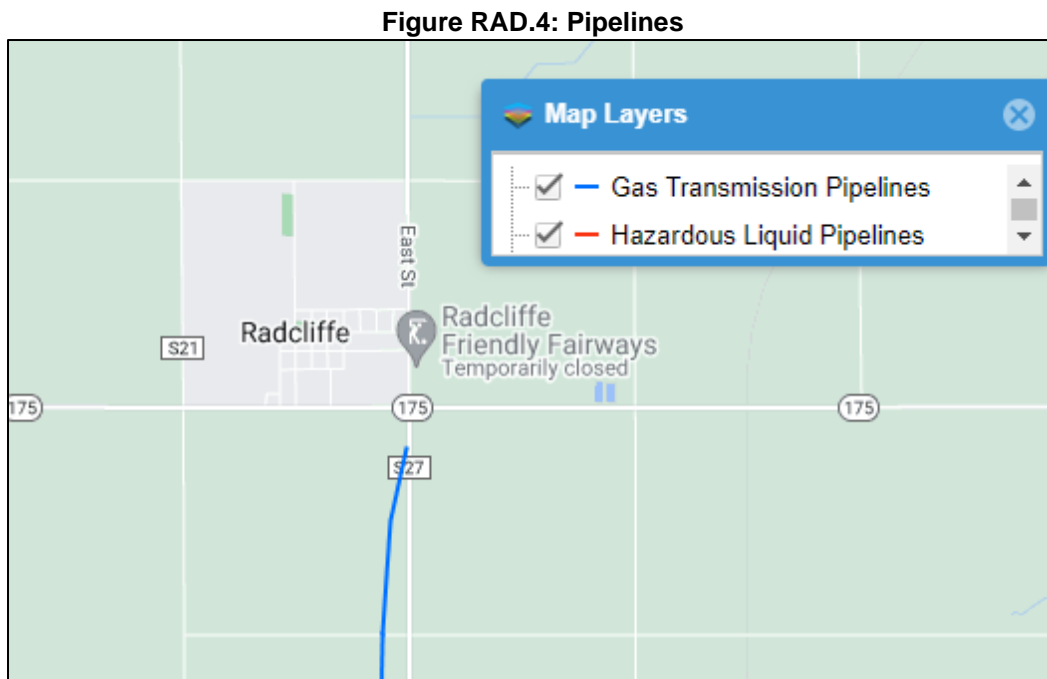 Figure RAD.4: Pipelines
Map Layers
Gas Transmission Pipelines
Hazardous Liquid Pipelines
East St
Radcliffe
Radcliffe
Friendly Fairways
Temporarily closed
S21
175
175
175
S27